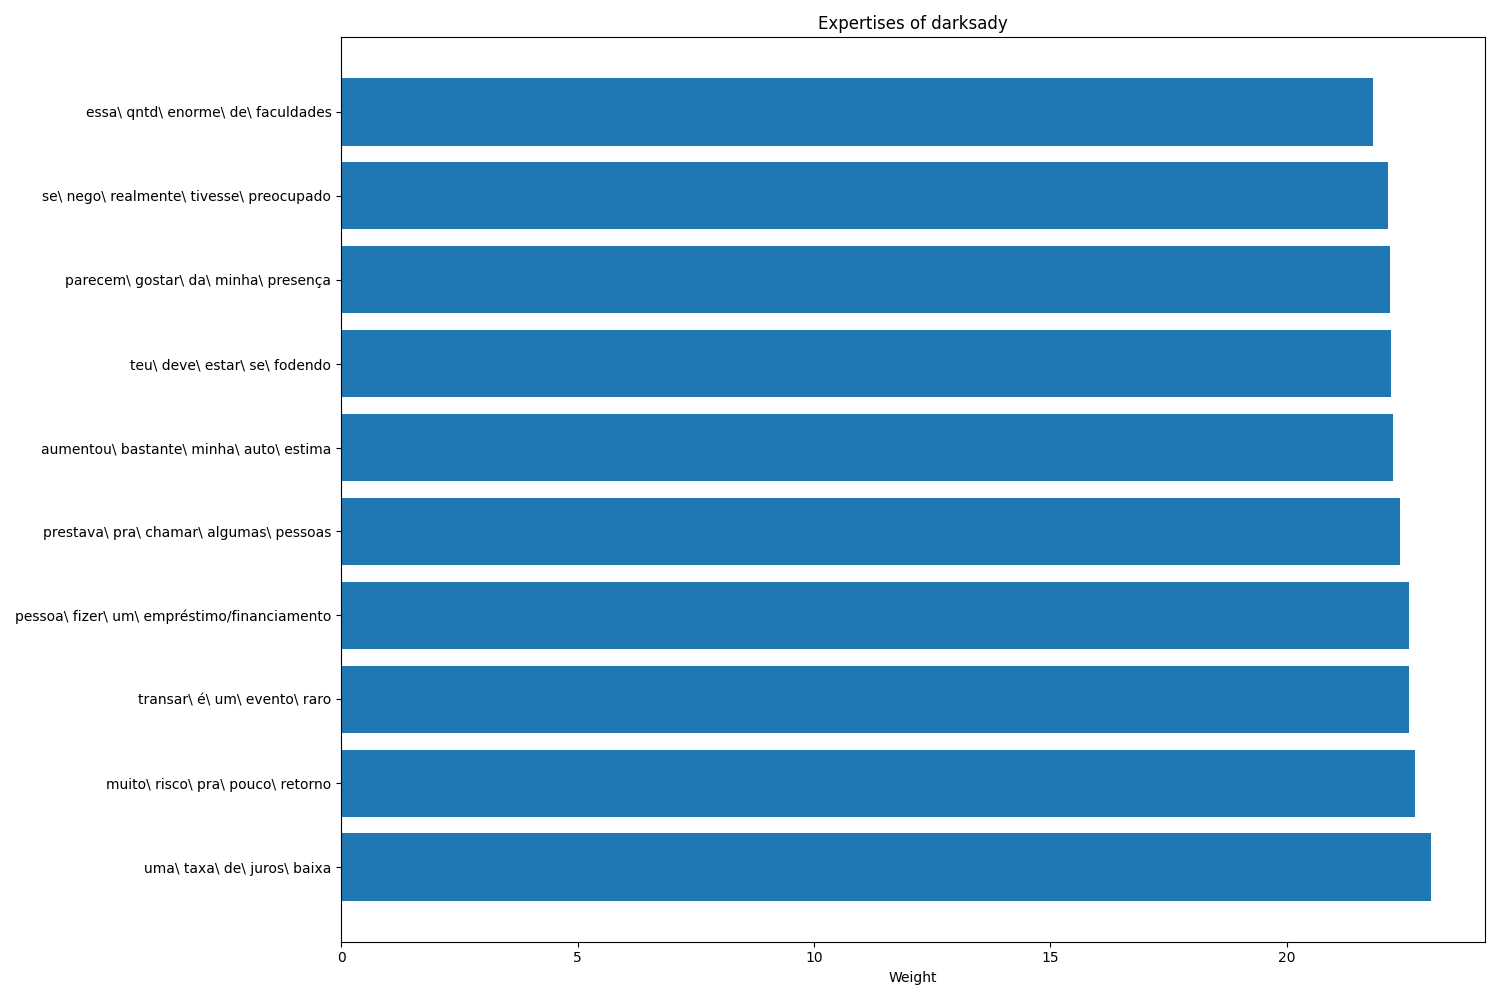 Expertises of darksady
essa\ qntd\ enorme\ de\ faculdades
se\ nego\ realmente\ tivesse\ preocupado
parecem\ gostar\ da\ minha\ presença
teu\ deve\ estar\ se\ fodendo
aumentou\ bastante\ minha\ auto\ estima
prestava\ pra\ chamar\ algumas\ pessoas
pessoa\ fizer\ um\ empréstimo/financiamento
transar\ é\ um\ evento\ raro
muito\ risco\ pra\ pouco\ retorno
uma\ taxa\ de\ juros\ baixa
0 5 10 15 20
Weight